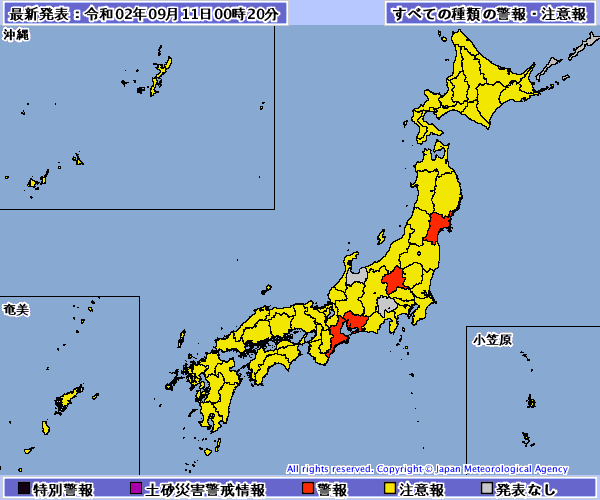 最新発表：令和02年09月11日00時20分
すべての種類の警報・注意報
沖縄
奄美
小笠原
All rights reserved. Copyright © Japan Meteorological Agency
特別警報
土砂災害警戒情報
警報
注意報
発表なし